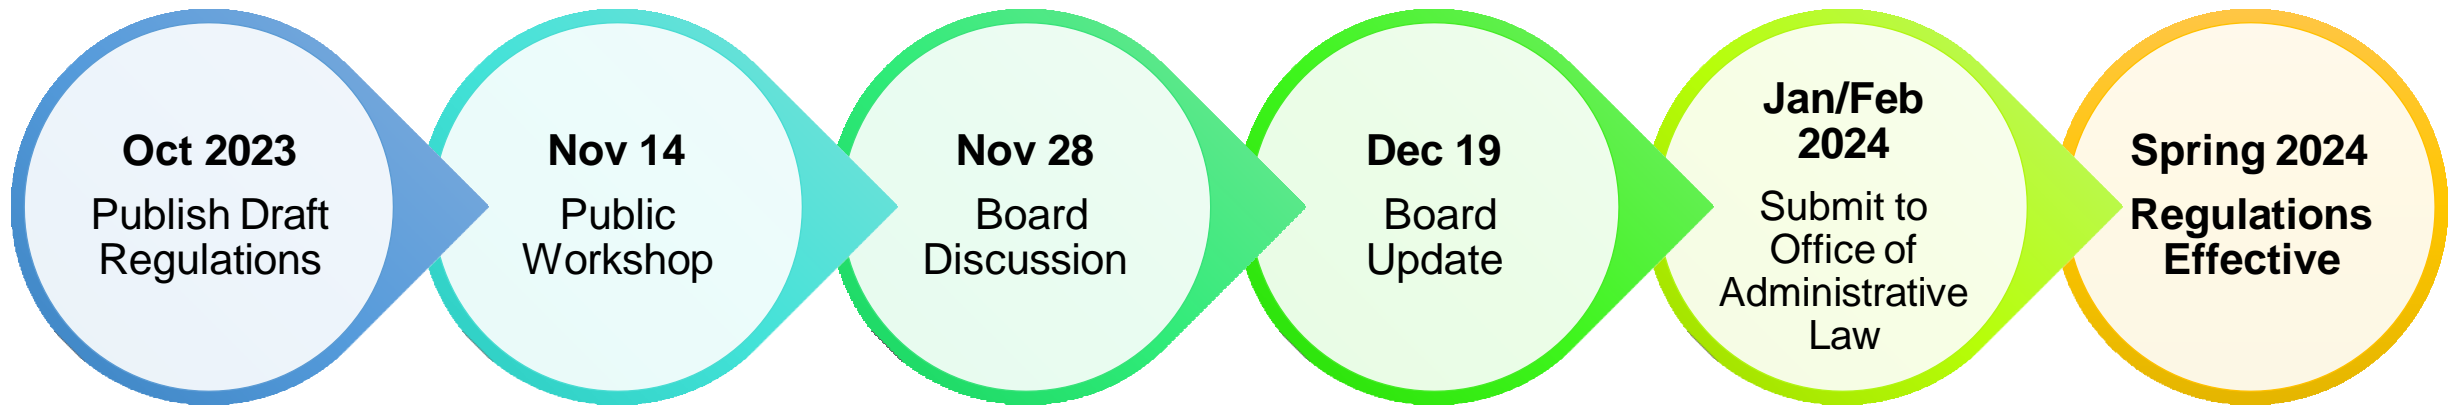 Oct 2023
Publish Draft
Regulations
Nov 14
Public
Workshop
Nov 28
Board
Discussion
Dec 19
Board
Update
Jan/Feb
2024
Submit to
Office of
Administrative
Law
Spring 2024
Regulations
Effective